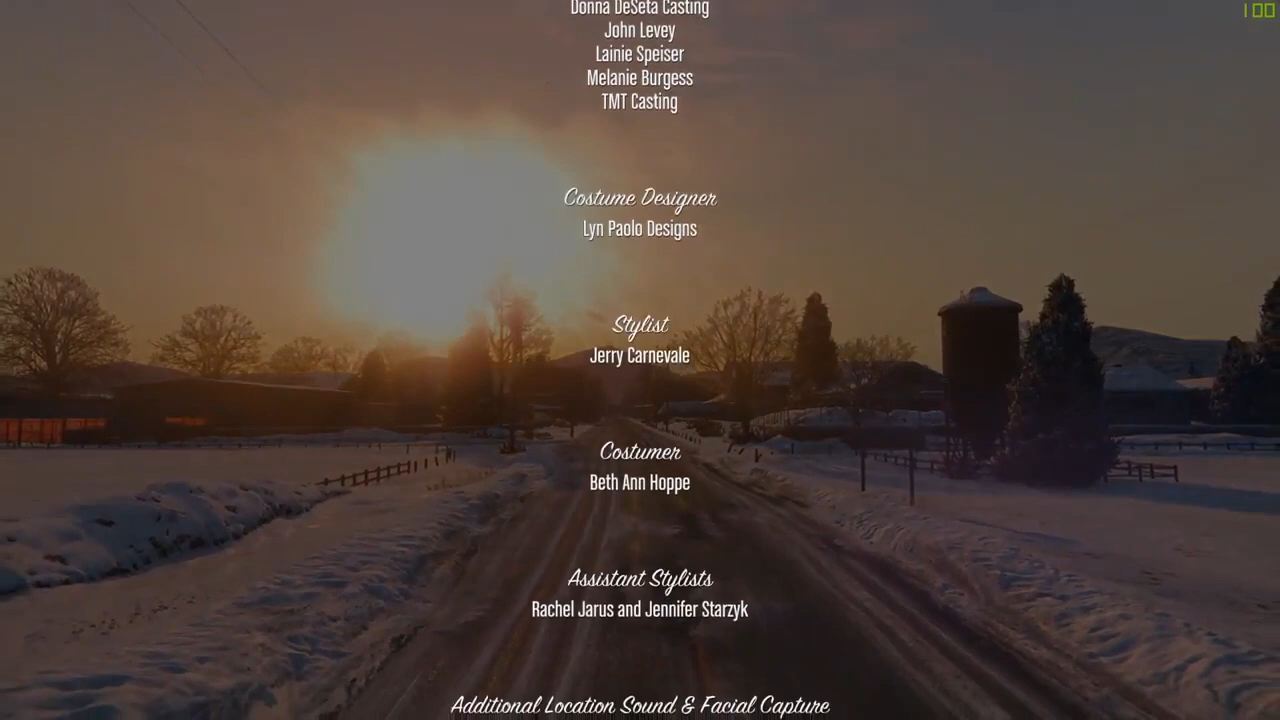 100
Donna DeSeta Casting
John Levey
Lainie Speiser
Melanie Burgess
TMT Casting
Costume Designer
Lyn Paolo Designs
Stylist
Jerry Carnevale
Costumer
Beth Ann Hoppe
Assistant Stylists
Rachel Jarus and Jennifer Starzyk
Additional Location Sound & Facial Capture